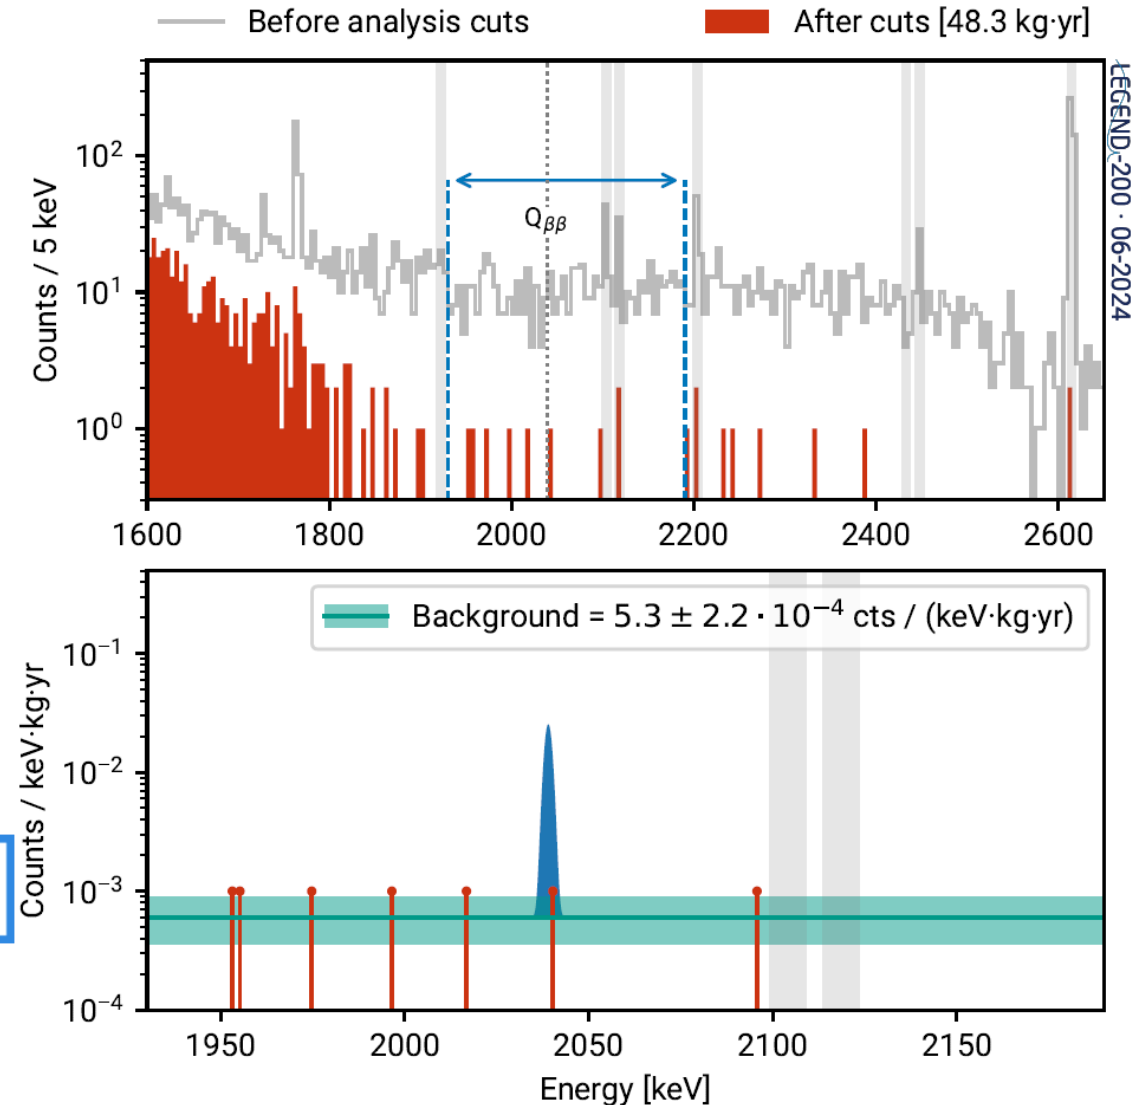 Before analysis cuts
After cuts [48.3 kg·yr]
LEGEND-200 · 06-2024
Counts / 5 keV
10²
10¹
10⁰
Qββ
1600 1800 2000 2200 2400 2600
Background = 5.3 ± 2.2 · 10⁻⁴ cts / (keV·kg·yr)
Counts / keV·kg·yr
10⁻¹
10⁻²
10⁻³
10⁻⁴
1950 2000 2050 2100 2150
Energy [keV]